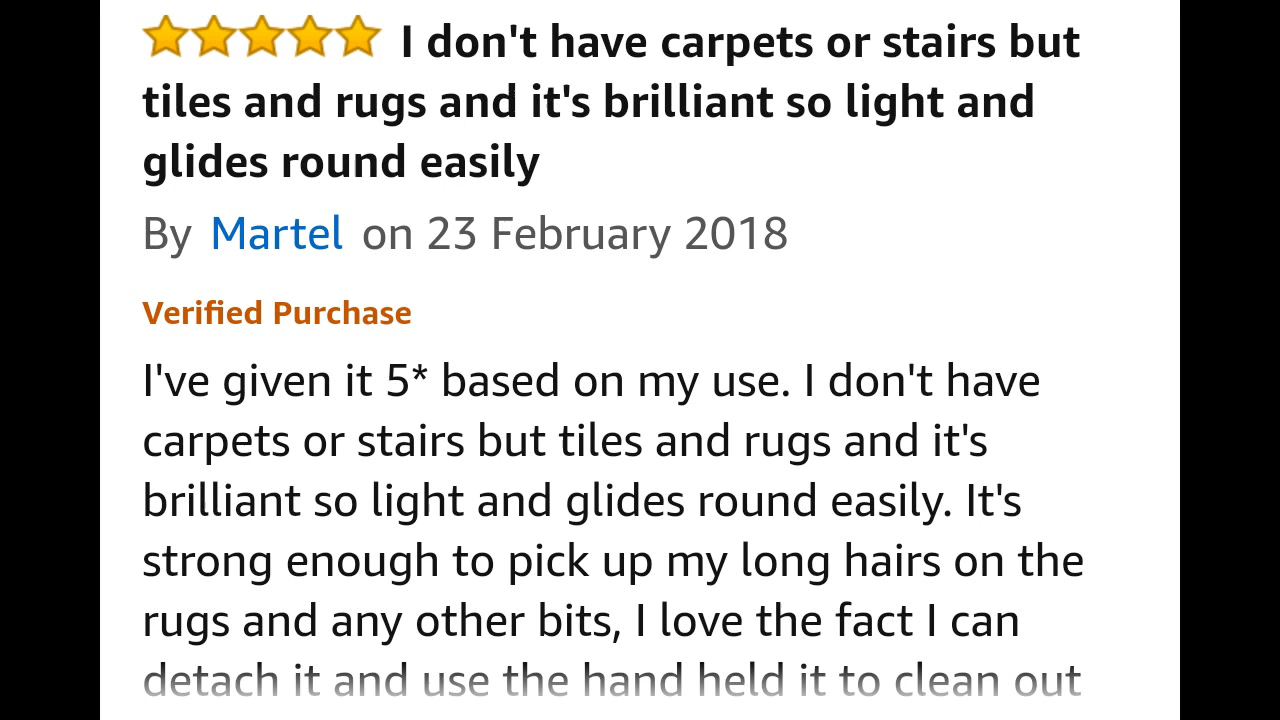 I don't have carpets or stairs but
tiles and rugs and it's brilliant so light and
glides round easily
By Martel on 23 February 2018
Verified Purchase
I've given it 5* based on my use. I don't have
carpets or stairs but tiles and rugs and it's
brilliant so light and glides round easily. It's
strong enough to pick up my long hairs on the
rugs and any other bits, I love the fact I can
detach it and use the hand held it to clean out